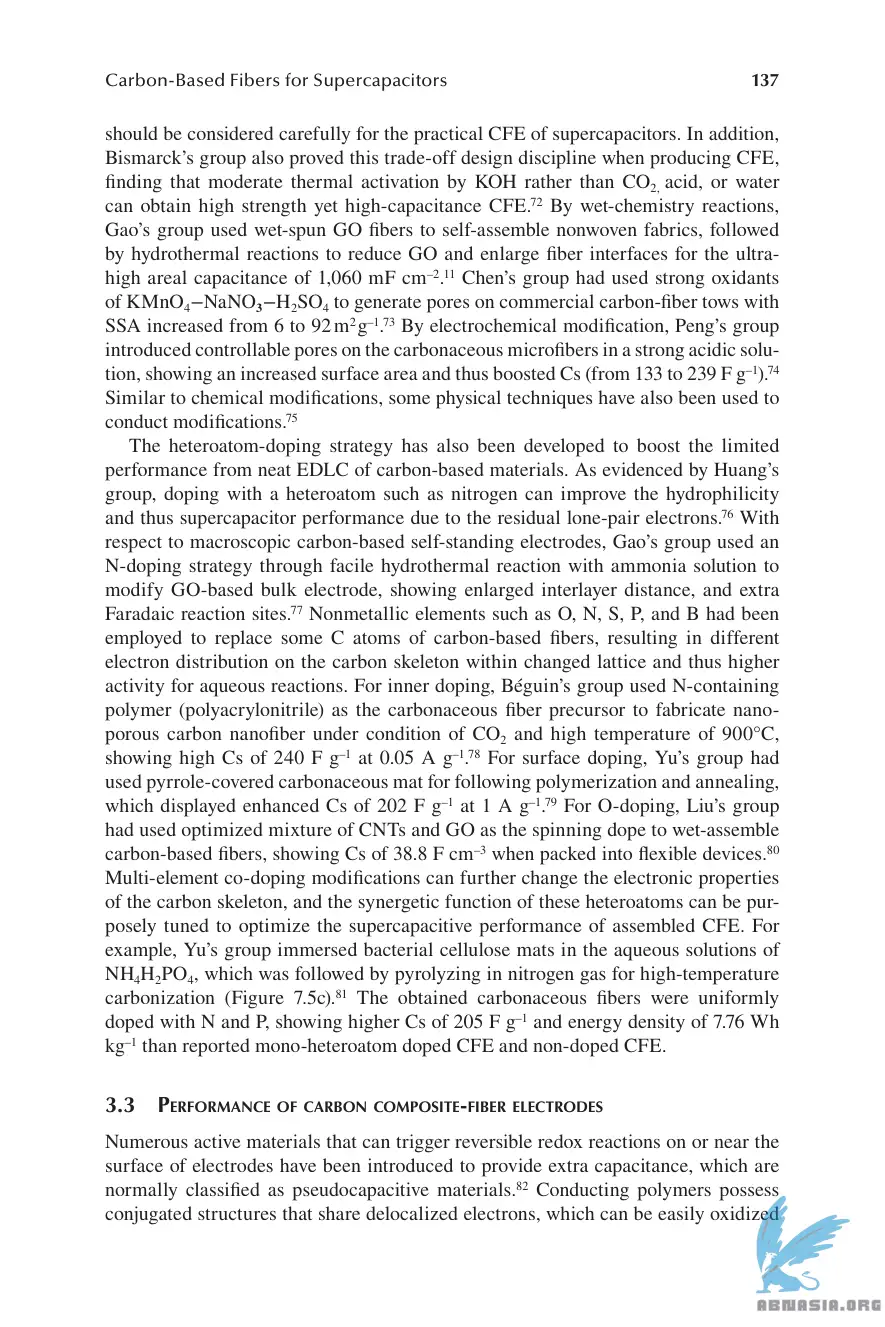 Carbon-Based Fibers for Supercapacitors 137
should be considered carefully for the practical CFE of supercapacitors. In addition,
Bismarck’s group also proved this trade-off design discipline when producing CFE,
finding that moderate thermal activation by KOH rather than CO₂, acid, or water
can obtain high strength yet high-capacitance CFE.⁷² By wet-chemistry reactions,
Gao’s group used wet-spun GO fibers to self-assemble nonwoven fabrics, followed
by hydrothermal reactions to reduce GO and enlarge fiber interfaces for the ultra-
high areal capacitance of 1,060 mF cm⁻².¹¹ Chen’s group had used strong oxidants
of KMnO₄−NaNO₃−H₂SO₄ to generate pores on commercial carbon-fiber tows with
SSA increased from 6 to 92 m² g⁻¹.⁷³ By electrochemical modification, Peng’s group
introduced controllable pores on the carbonaceous microfibers in a strong acidic solu-
tion, showing an increased surface area and thus boosted Cs (from 133 to 239 F g⁻¹).⁷⁴
Similar to chemical modifications, some physical techniques have also been used to
conduct modifications.⁷⁵
The heteroatom-doping strategy has also been developed to boost the limited
performance from neat EDLC of carbon-based materials. As evidenced by Huang’s
group, doping with a heteroatom such as nitrogen can improve the hydrophilicity
and thus supercapacitor performance due to the residual lone-pair electrons.⁷⁶ With
respect to macroscopic carbon-based self-standing electrodes, Gao’s group used an
N-doping strategy through facile hydrothermal reaction with ammonia solution to
modify GO-based bulk electrode, showing enlarged interlayer distance, and extra
Faradaic reaction sites.⁷⁷ Nonmetallic elements such as O, N, S, P, and B had been
employed to replace some C atoms of carbon-based fibers, resulting in different
electron distribution on the carbon skeleton within changed lattice and thus higher
activity for aqueous reactions. For inner doping, Béguin’s group used N-containing
polymer (polyacrylonitrile) as the carbonaceous fiber precursor to fabricate nano-
porous carbon nanofiber under condition of CO₂ and high temperature of 900°C,
showing high Cs of 240 F g⁻¹ at 0.05 A g⁻¹.⁷⁸ For surface doping, Yu’s group had
used pyrrole-covered carbonaceous mat for following polymerization and annealing,
which displayed enhanced Cs of 202 F g⁻¹ at 1 A g⁻¹.⁷⁹ For O-doping, Liu’s group
had used optimized mixture of CNTs and GO as the spinning dope to wet-assemble
carbon-based fibers, showing Cs of 38.8 F cm⁻³ when packed into flexible devices.⁸⁰
Multi-element co-doping modifications can further change the electronic properties
of the carbon skeleton, and the synergetic function of these heteroatoms can be pur-
posely tuned to optimize the supercapacitive performance of assembled CFE. For
example, Yu’s group immersed bacterial cellulose mats in the aqueous solutions of
NH₄H₂PO₄, which was followed by pyrolyzing in nitrogen gas for high-temperature
carbonization (Figure 7.5c).⁸¹ The obtained carbonaceous fibers were uniformly
doped with N and P, showing higher Cs of 205 F g⁻¹ and energy density of 7.76 Wh
kg⁻¹ than reported mono-heteroatom doped CFE and non-doped CFE.
3.3 Performance of carbon composite-fiber electrodes
Numerous active materials that can trigger reversible redox reactions on or near the
surface of electrodes have been introduced to provide extra capacitance, which are
normally classified as pseudocapacitive materials.⁸² Conducting polymers possess
conjugated structures that share delocalized electrons, which can be easily oxidized
ABNASIA.ORG